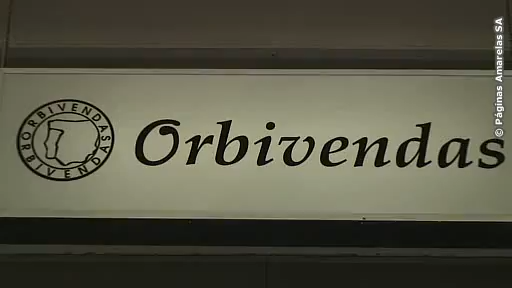 ORBIVENDAS
ORBIVENDAS
Orbivendas
© Páginas Amarelas SA